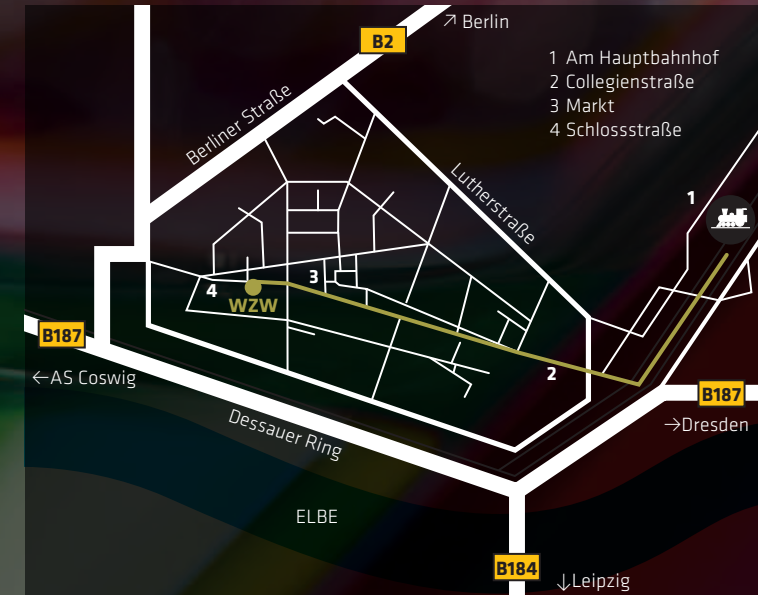 ↗ Berlin
B2
1 Am Hauptbahnhof
2 Collegienstraße
3 Markt
4 Schlossstraße
Berliner Straße
Lutherstraße
1
3
4
WZW
B187
←AS Coswig
2
B187
→Dresden
Dessauer Ring
ELBE
B184
↓Leipzig